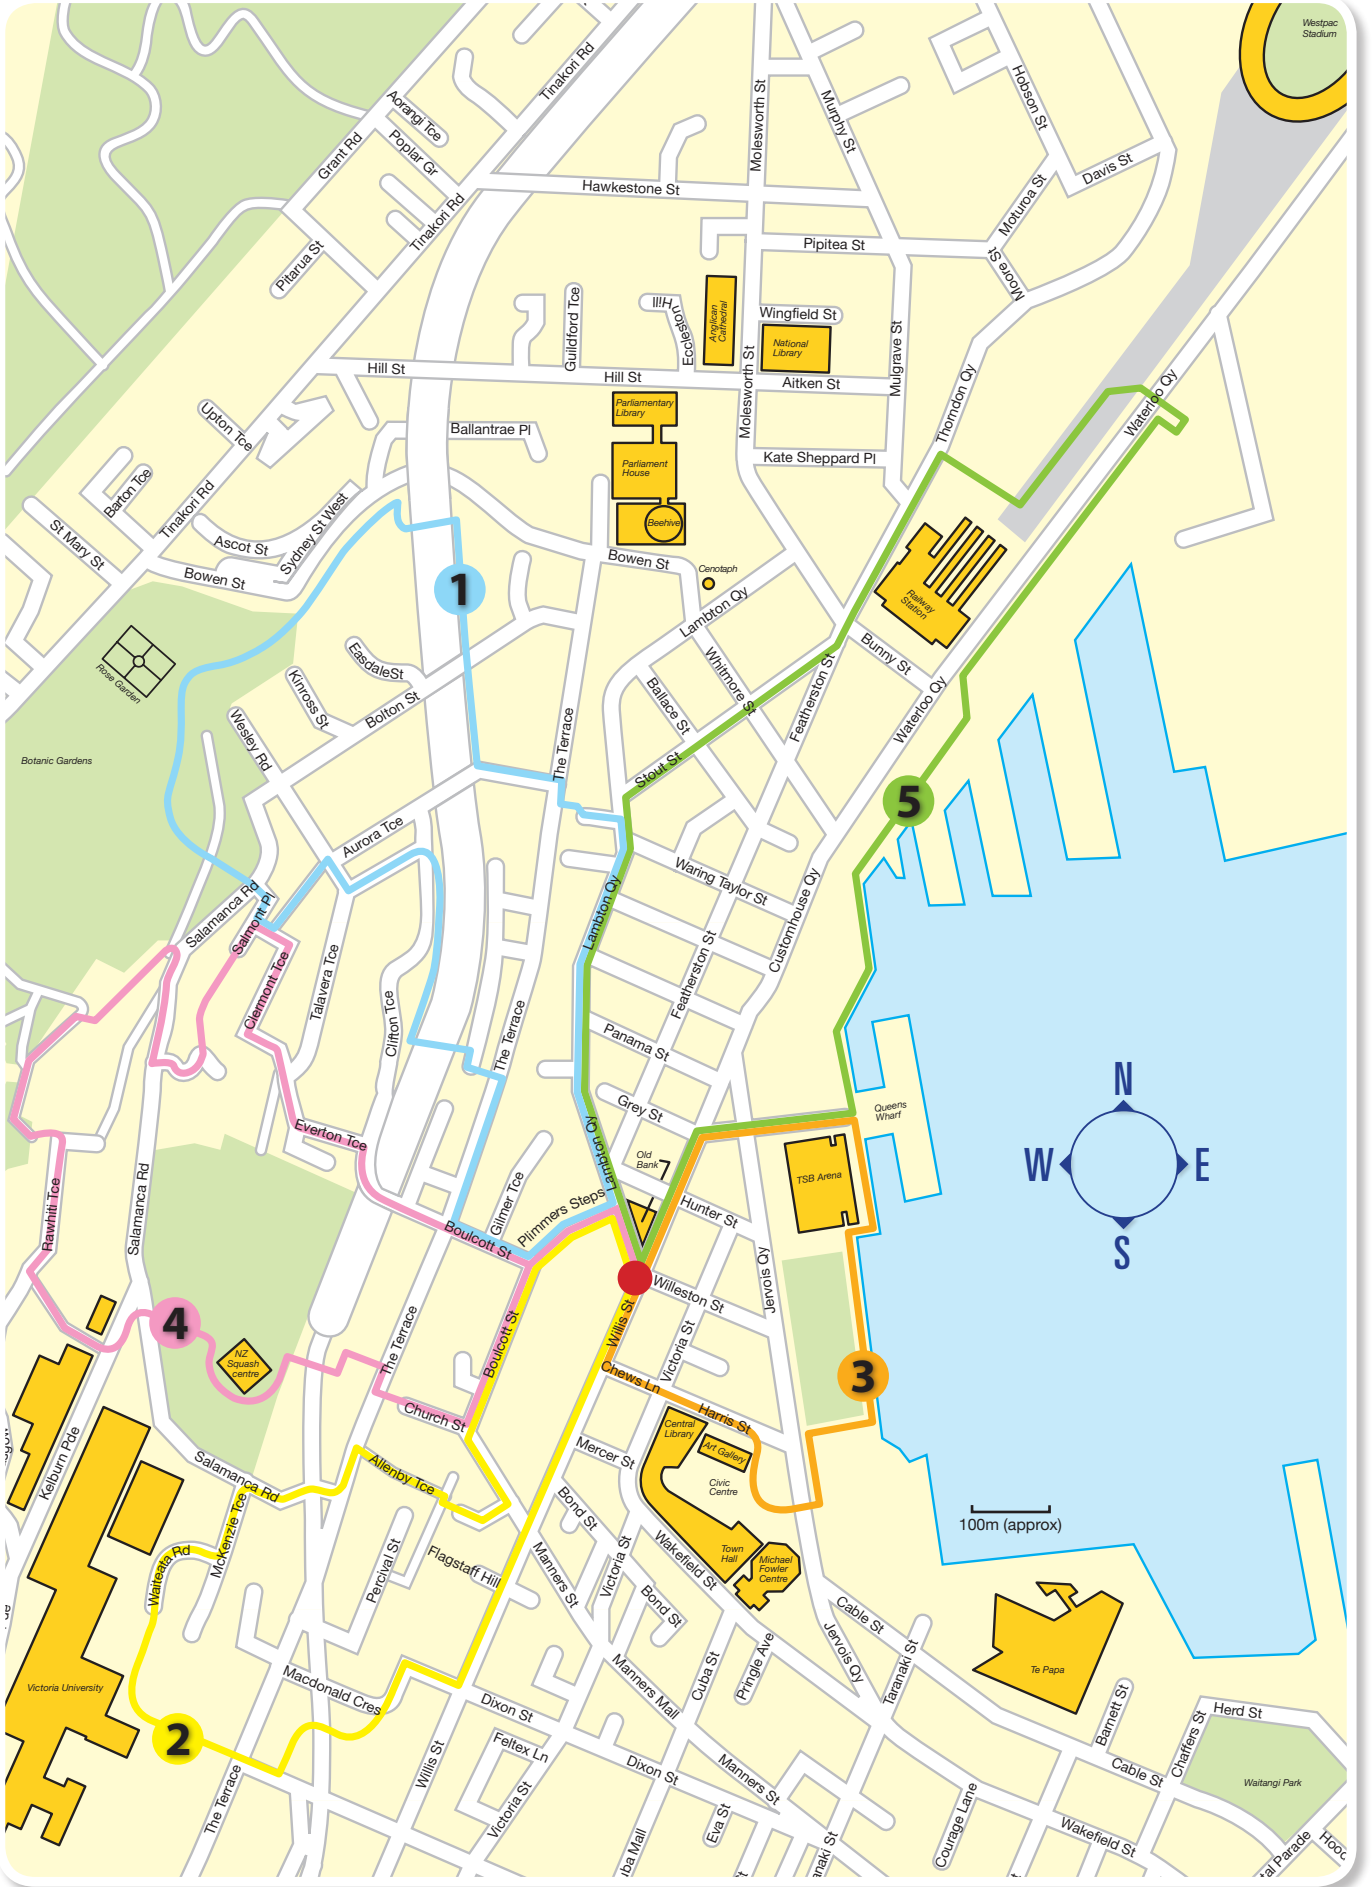 Westpac
Stadium
Tinakori Rd
Aorangi Tce
Poplar Gr
Grant Rd
Molesworth St
Murphy St
Hobson St
Davis St
Hawkestone St
Moturoa St
Tinakori Rd
Pipitea St
Moore St
Pitarua St
Guildford Tce
Eccleston Hill
Anglican
Cathedral
Wingfield St
National
Library
Mulgrave St
Hill St
Hill St
Molesworth St
Aitken St
Thorndon Qy
Waterloo Qy
Upton Tce
Parliamentary
Library
Ballantrae Pl
Parliament
House
Kate Sheppard Pl
Barton Tce
Tinakori Rd
Sydney St West
Beehive
St Mary St
Ascot St
Bowen St
Bowen St
Cenotaph
1
Lambton Qy
Railway
Station
Rose Garden
Easdale St
Kinross St
Bolton St
Whitmore St
Bunny St
Ballace St
Featherston St
Waterloo Qy
Wesley Rd
The Terrace
Stout St
Botanic Gardens
5
Aurora Tce
Waring Taylor St
Customhouse Qy
Salamanca Rd
Salmont Pl
Lambton Qy
Clermont Tce
Talavera Tce
Featherston St
Clifton Tce
The Terrace
Panama St
Grey St
Queens
Wharf
N
W
E
S
Everton Tce
Lambton Qy
Old
Bank
TSB Arena
Rawhiti Tce
Salamanca Rd
Gilmer Tce
Plimmers Steps
Hunter St
Boulcott St
Jervois Qy
Willeston St
4
Willis St
NZ
Squash
centre
The Terrace
Boulcott St
Victoria St
Chews Ln
3
Church St
Harris St
Central
Library
Art Gallery
Kelburn Pde
Salamanca Rd
Allenby Tce
Mercer St
Civic
Centre
100m (approx)
McKenzie Tce
Bond St
Waiteata Rd
Percival St
Flagstaff Hill
Manners St
Victoria St
Wakefield St
Town
Hall
Michael
Fowler
Centre
Bond St
Cable St
Jervois Qy
Taranaki St
Te Papa
Victoria University
Macdonald Cres
Manners Mall
Cuba St
Pringle Ave
Dixon St
Barnett St
Chaffers St
Herd St
2
Willis St
Feltex Ln
Dixon St
Manners St
Cable St
Waitangi Park
The Terrace
Victoria St
Eva St
Courage Lane
Wakefield St
uba Mall
anaki St
tal Parade
Hood